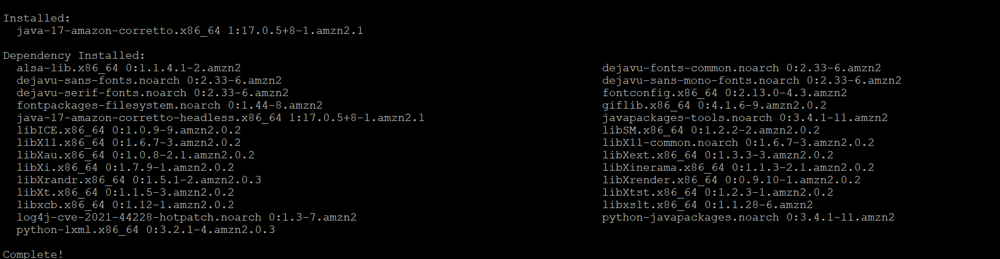 Installed:
java-17-amazon-corretto.x86_64 1:17.0.5+8-1.amzn2.1
Dependency Installed:
alsa-lib.x86_64 0:1.1.4.1-2.amzn2 dejavu-fonts-common.noarch 0:2.33-6.amzn2
dejavu-sans-fonts.noarch 0:2.33-6.amzn2 dejavu-sans-mono-fonts.noarch 0:2.33-6.amzn2
dejavu-serif-fonts.noarch 0:2.33-6.amzn2 fontconfig.x86_64 0:2.13.0-4.3.amzn2
fontpackages-filesystem.noarch 0:1.44-8.amzn2 giflib.x86_64 0:4.1.6-9.amzn2.0.2
java-17-amazon-corretto-headless.x86_64 1:17.0.5+8-1.amzn2.1 javapackages-tools.noarch 0:3.4.1-11.amzn2
libICE.x86_64 0:1.0.9-9.amzn2.0.2 libSM.x86_64 0:1.2.2-2.amzn2.0.2
libX11.x86_64 0:1.6.7-3.amzn2.0.2 libX11-common.noarch 0:1.6.7-3.amzn2.0.2
libXau.x86_64 0:1.0.8-2.1.amzn2.0.2 libXext.x86_64 0:1.3.3-3.amzn2.0.2
libXi.x86_64 0:1.7.9-1.amzn2.0.2 libXinerama.x86_64 0:1.1.3-2.1.amzn2.0.2
libXrandr.x86_64 0:1.5.1-2.amzn2.0.3 libXrender.x86_64 0:0.9.10-1.amzn2.0.2
libXt.x86_64 0:1.1.5-3.amzn2.0.2 libXtst.x86_64 0:1.2.3-1.amzn2.0.2
libxcb.x86_64 0:1.12-1.amzn2.0.2 libxslt.x86_64 0:1.1.28-6.amzn2
log4j-cve-2021-44228-hotpatch.noarch 0:1.3-7.amzn2 python-javapackages.noarch 0:3.4.1-11.amzn2
python-lxml.x86_64 0:3.2.1-4.amzn2.0.3
Complete!